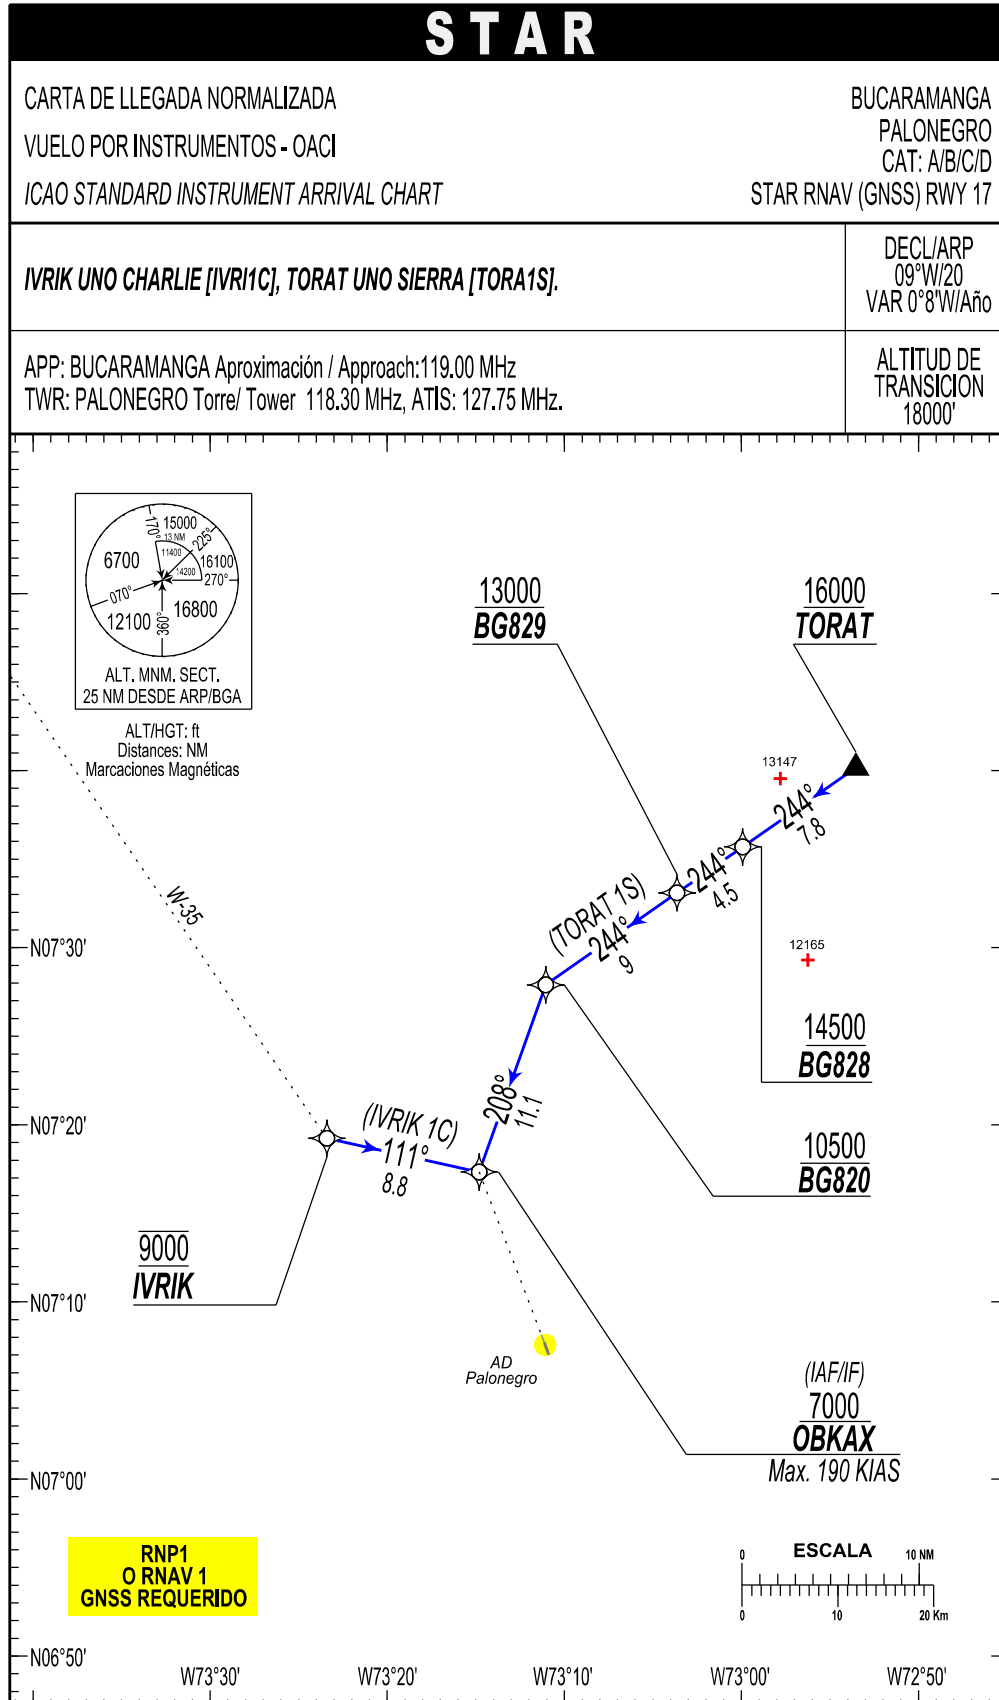 STAR
CARTA DE LLEGADA NORMALIZADA
VUELO POR INSTRUMENTOS - OACI
ICAO STANDARD INSTRUMENT ARRIVAL CHART
BUCARAMANGA
PALONEGRO
CAT: A/B/C/D
STAR RNAV (GNSS) RWY 17
IVRIK UNO CHARLIE [IVRI1C], TORAT UNO SIERRA [TORA1S].
DECL/ARP
09°W/20
VAR 0°8'W/Año
APP: BUCARAMANGA Aproximación / Approach:119.00 MHz
TWR: PALONEGRO Torre/ Tower 118.30 MHz, ATIS: 127.75 MHz.
ALTITUD DE
TRANSICION
18000'
170°
15000
13 NM
225°
11400
6700
16100
14200
270°
070°
16800
12100
360°
ALT. MNM. SECT.
25 NM DESDE ARP/BGA
ALT/HGT: ft
Distances: NM
Marcaciones Magnéticas
13000
BG829
16000
TORAT
13147
244°
7.8
244°
4.5
W-35
(TORAT 1S)
244°
9
12165
N07°30'
14500
BG828
208°
11.1
(IVRIK 1C)
111°
8.8
N07°20'
10500
BG820
9000
IVRIK
N07°10'
AD
Palonegro
(IAF/IF)
7000
OBKAX
Max. 190 KIAS
N07°00'
RNP1
O RNAV 1
GNSS REQUERIDO
ESCALA
0
10 NM
0
10
20 Km
N06°50'
W73°30'
W73°20'
W73°10'
W73°00'
W72°50'